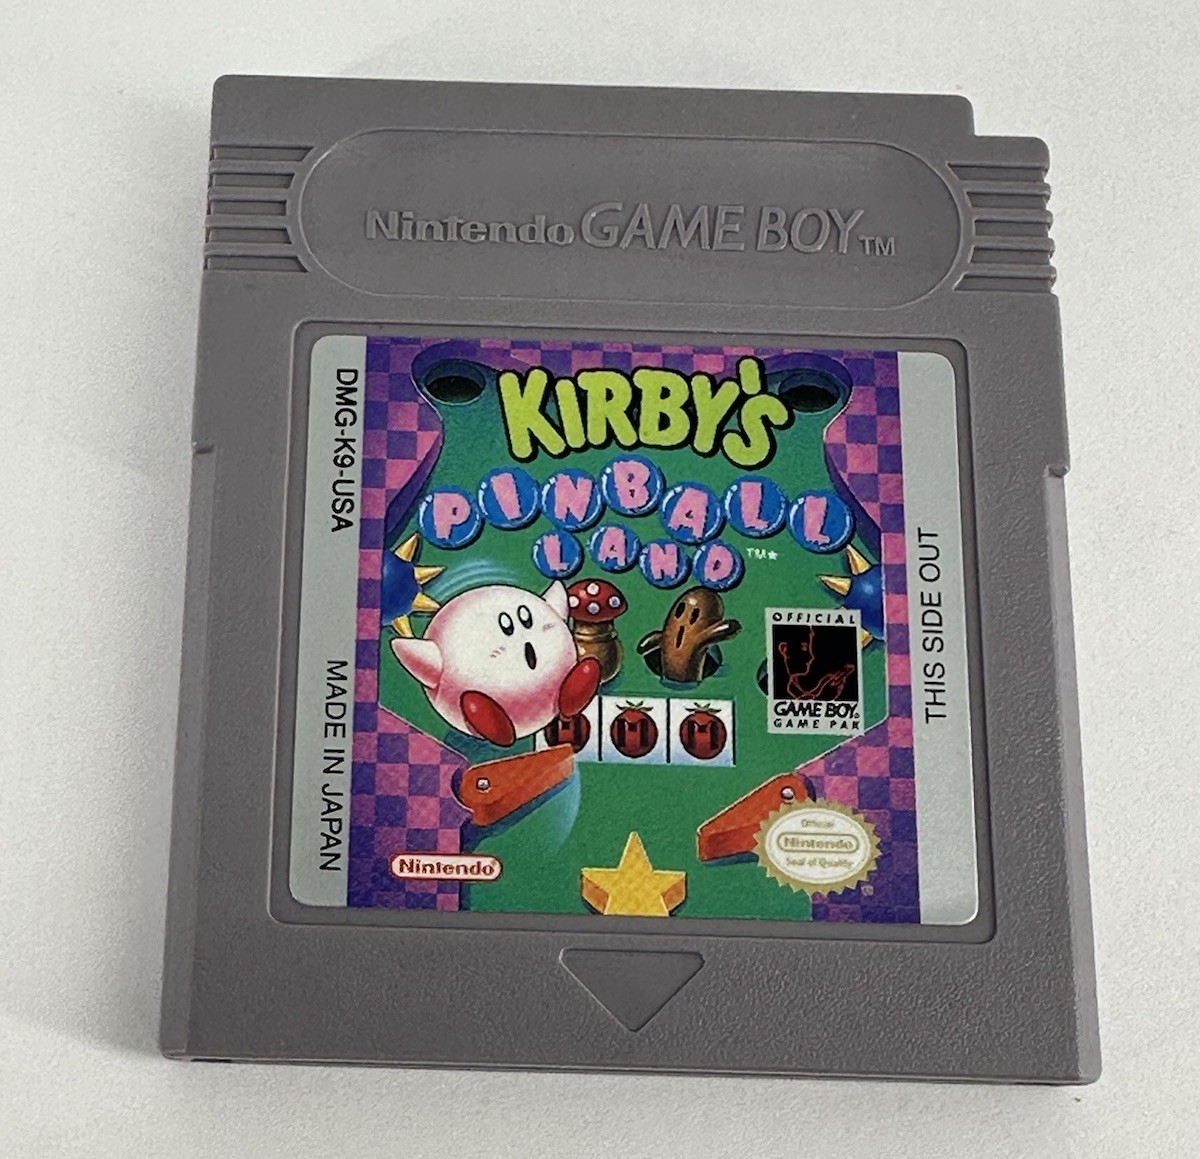 Nintendo GAME BOY TM
DMG-K9-USA
MADE IN JAPAN
KIRBY'S
PINBALL
LAND TM*
OFFICIAL
GAME BOY®
GAME PAK
M M M
Nintendo®
Official
Nintendo
Seal of Quality
THIS SIDE OUT